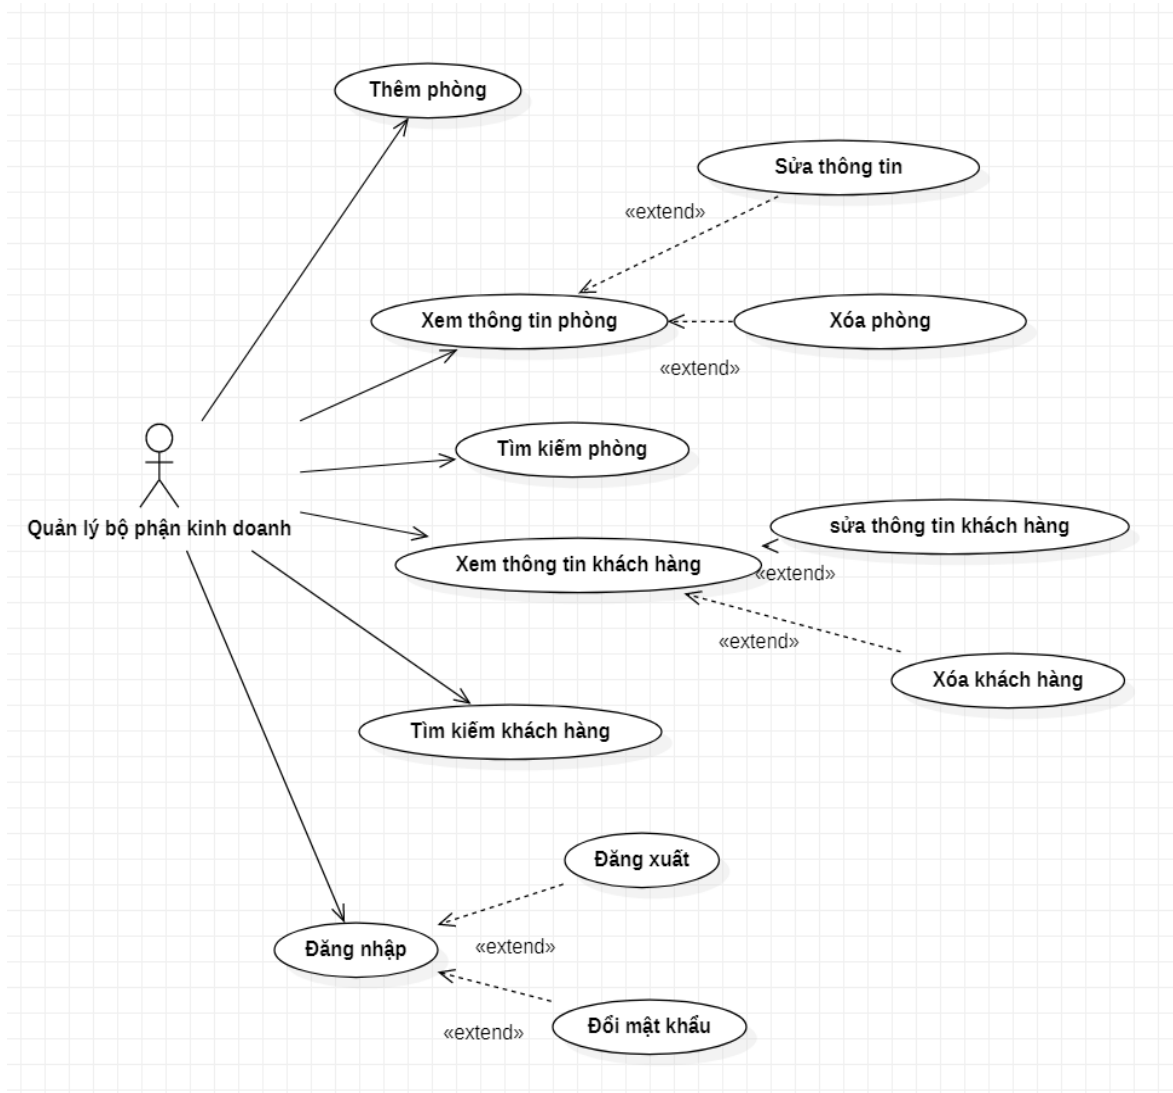 Thêm phòng
Sửa thông tin
«extend»
Xem thông tin phòng
Xóa phòng
«extend»
Tìm kiếm phòng
Quản lý bộ phận kinh doanh
sửa thông tin khách hàng
Xem thông tin khách hàng
«extend»
«extend»
Xóa khách hàng
Tìm kiếm khách hàng
Đăng xuất
«extend»
Đăng nhập
Đổi mật khẩu
«extend»